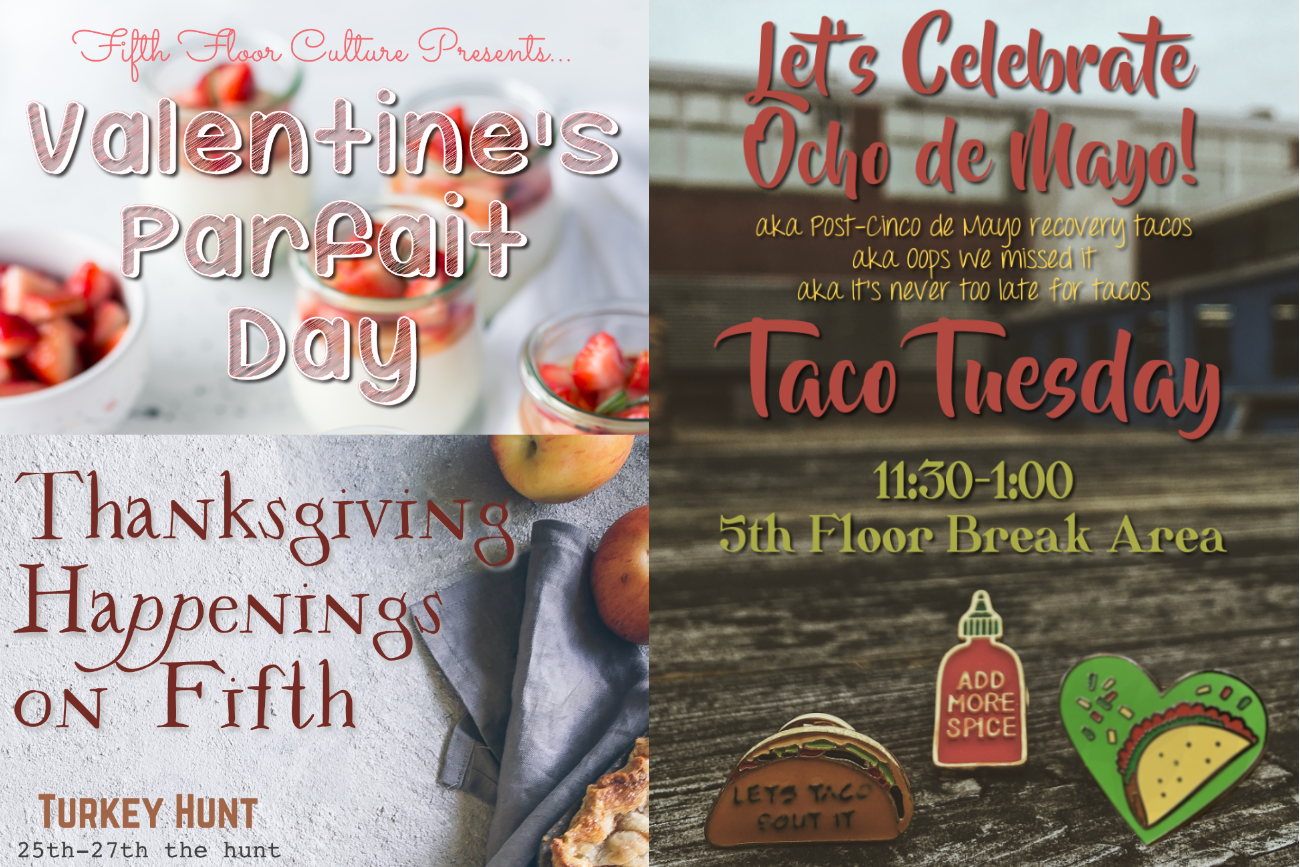 Fifth Floor Culture Presents...
Valentine's
Parfait
Day
Thanksgiving
Happenings
on Fifth
Turkey Hunt
25th-27th the hunt
Let's Celebrate
Ocho de Mayo!
aka Post-Cinco de Mayo recovery tacos
aka Oops we missed it
aka It's never too late for tacos
Taco Tuesday
11:30-1:00
5th Floor Break Area
ADD
MORE
SPICE
LETS TACO
BOUT IT